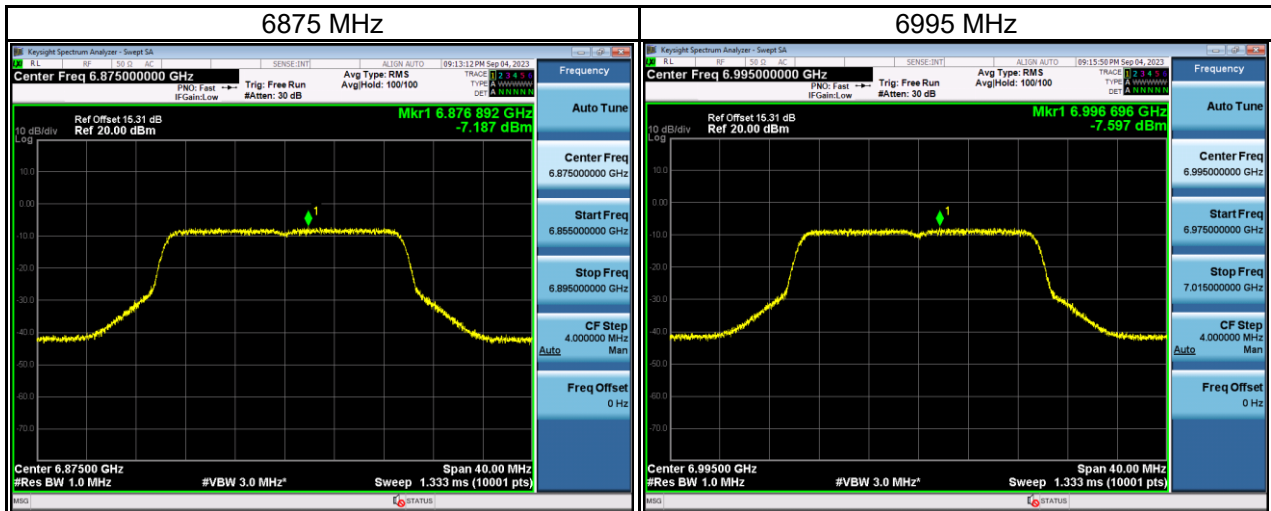 6875 MHz
Keysight Spectrum Analyzer - Swept SA
RL RF 50 Ω AC SENSE:INT ALIGN AUTO 09:13:12 PM Sep 04, 2023
Center Freq 6.875000000 GHz
PNO: Fast
IFGain:Low
Trig: Free Run
#Atten: 30 dB
Avg Type: RMS
Avg|Hold: 100/100
TRACE 1 2 3 4 5 6
TYPE A WWWWW
DET A NNNNN
Mkr1 6.876 892 GHz
-7.187 dBm
Ref Offset 15.31 dB
10 dB/div Ref 20.00 dBm
Log
10.0
0.00
-10.0
-20.0
-30.0
-40.0
-50.0
-60.0
-70.0
1
Center 6.87500 GHz Span 40.00 MHz
#Res BW 1.0 MHz #VBW 3.0 MHz* Sweep 1.333 ms (10001 pts)
MSG STATUS
Frequency
Auto Tune
Center Freq
6.875000000 GHz
Start Freq
6.855000000 GHz
Stop Freq
6.895000000 GHz
CF Step
4.000000 MHz
Auto Man
Freq Offset
0 Hz
6995 MHz
Keysight Spectrum Analyzer - Swept SA
RL RF 50 Ω AC SENSE:INT ALIGN AUTO 09:15:50 PM Sep 04, 2023
Center Freq 6.995000000 GHz
PNO: Fast
IFGain:Low
Trig: Free Run
#Atten: 30 dB
Avg Type: RMS
Avg|Hold: 100/100
TRACE 1 2 3 4 5 6
TYPE A WWWWW
DET A NNNNN
Mkr1 6.996 696 GHz
-7.597 dBm
Ref Offset 15.31 dB
10 dB/div Ref 20.00 dBm
Log
10.0
0.00
-10.0
-20.0
-30.0
-40.0
-50.0
-60.0
-70.0
1
Center 6.99500 GHz Span 40.00 MHz
#Res BW 1.0 MHz #VBW 3.0 MHz* Sweep 1.333 ms (10001 pts)
MSG STATUS
Frequency
Auto Tune
Center Freq
6.995000000 GHz
Start Freq
6.975000000 GHz
Stop Freq
7.015000000 GHz
CF Step
4.000000 MHz
Auto Man
Freq Offset
0 Hz